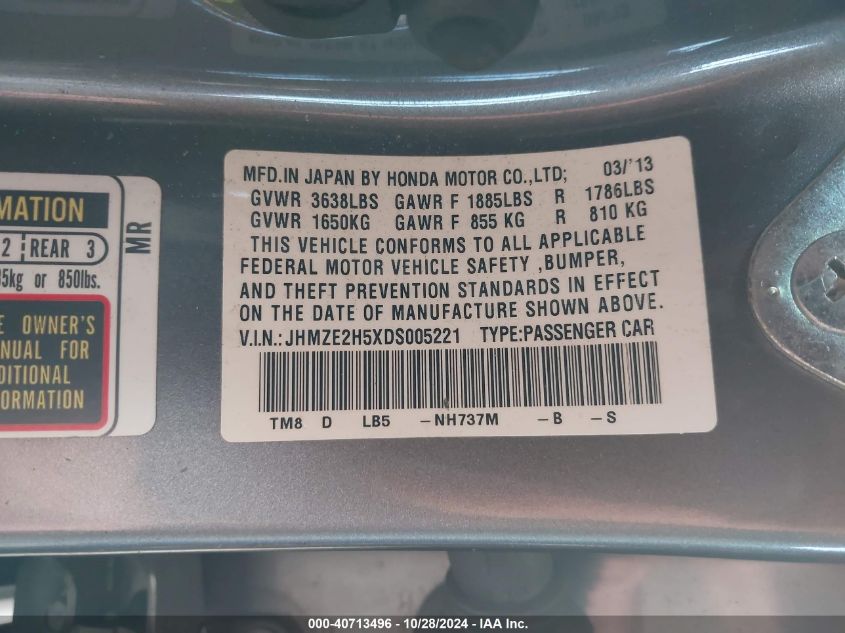 MFD.IN JAPAN BY HONDA MOTOR CO.,LTD; 03/'13
GVWR 3638LBS GAWR F 1885LBS R 1786LBS
GVWR 1650KG GAWR F 855 KG R 810 KG
THIS VEHICLE CONFORMS TO ALL APPLICABLE
FEDERAL MOTOR VEHICLE SAFETY ,BUMPER,
AND THEFT PREVENTION STANDARDS IN EFFECT
ON THE DATE OF MANUFACTURE SHOWN ABOVE.
V.I.N.:JHMZE2H5XDS005221 TYPE:PASSENGER CAR
TM8 D LB5 –NH737M –B –S
MATION
2 REAR 3
5kg or 850lbs.
E OWNER'S
NUAL FOR
DITIONAL
ORMATION
MR
000-40713496 - 10/28/2024 - IAA Inc.